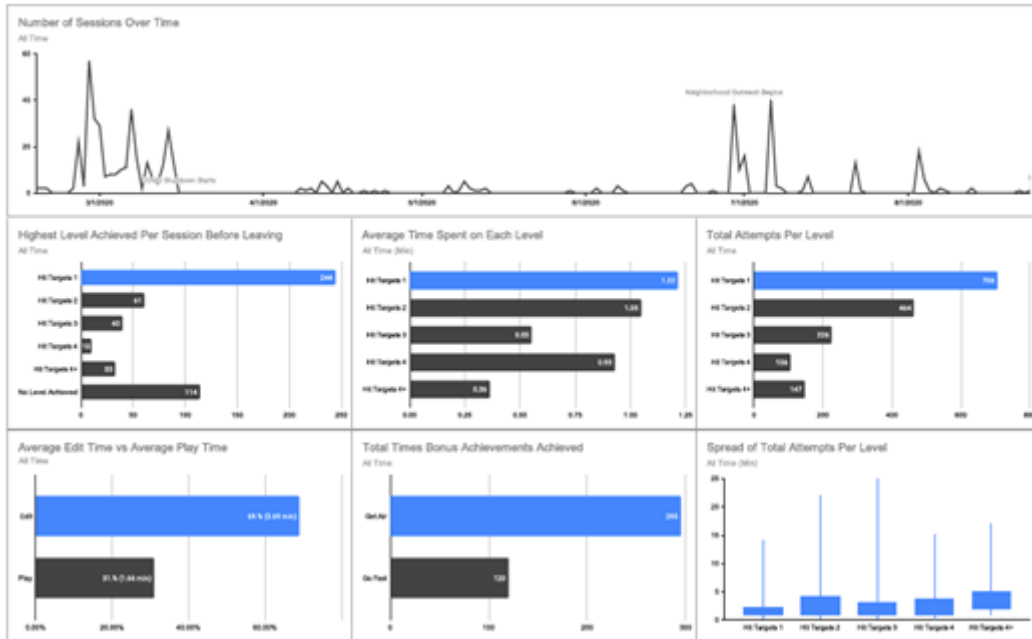 Number of Sessions Over Time
All Time
60
40
20
0
Neighborhood Outreach Begins
Shutdown Starts
3/1/2020
4/1/2020
5/1/2020
6/1/2020
7/1/2020
8/1/2020
Highest Level Achieved Per Session Before Leaving
All Time
Hit Targets 1
Hit Targets 2
61
Hit Targets 3
40
Hit Targets 4
10
Hit Targets 4+
33
No Level Achieved
114
0
50
100
150
200
250
Average Time Spent on Each Level
All Time (Min)
Hit Targets 1
Hit Targets 2
Hit Targets 3
0.55
Hit Targets 4
0.93
Hit Targets 4+
0.36
0.00
0.25
0.50
0.75
1.00
1.25
Total Attempts Per Level
All Time
Hit Targets 1
Hit Targets 2
464
Hit Targets 3
Hit Targets 4
Hit Targets 4+
147
0
200
400
600
Average Edit Time vs Average Play Time
All Time
Edit
Play
0.00%
20.00%
40.00%
60.00%
Total Times Bonus Achievements Achieved
All Time
Get Air
Go Fast
0
100
200
300
Spread of Total Attempts Per Level
All Time (Min)
25
20
15
10
5
0
Hit Targets 1
Hit Targets 2
Hit Targets 3
Hit Targets 4
Hit Targets 4+